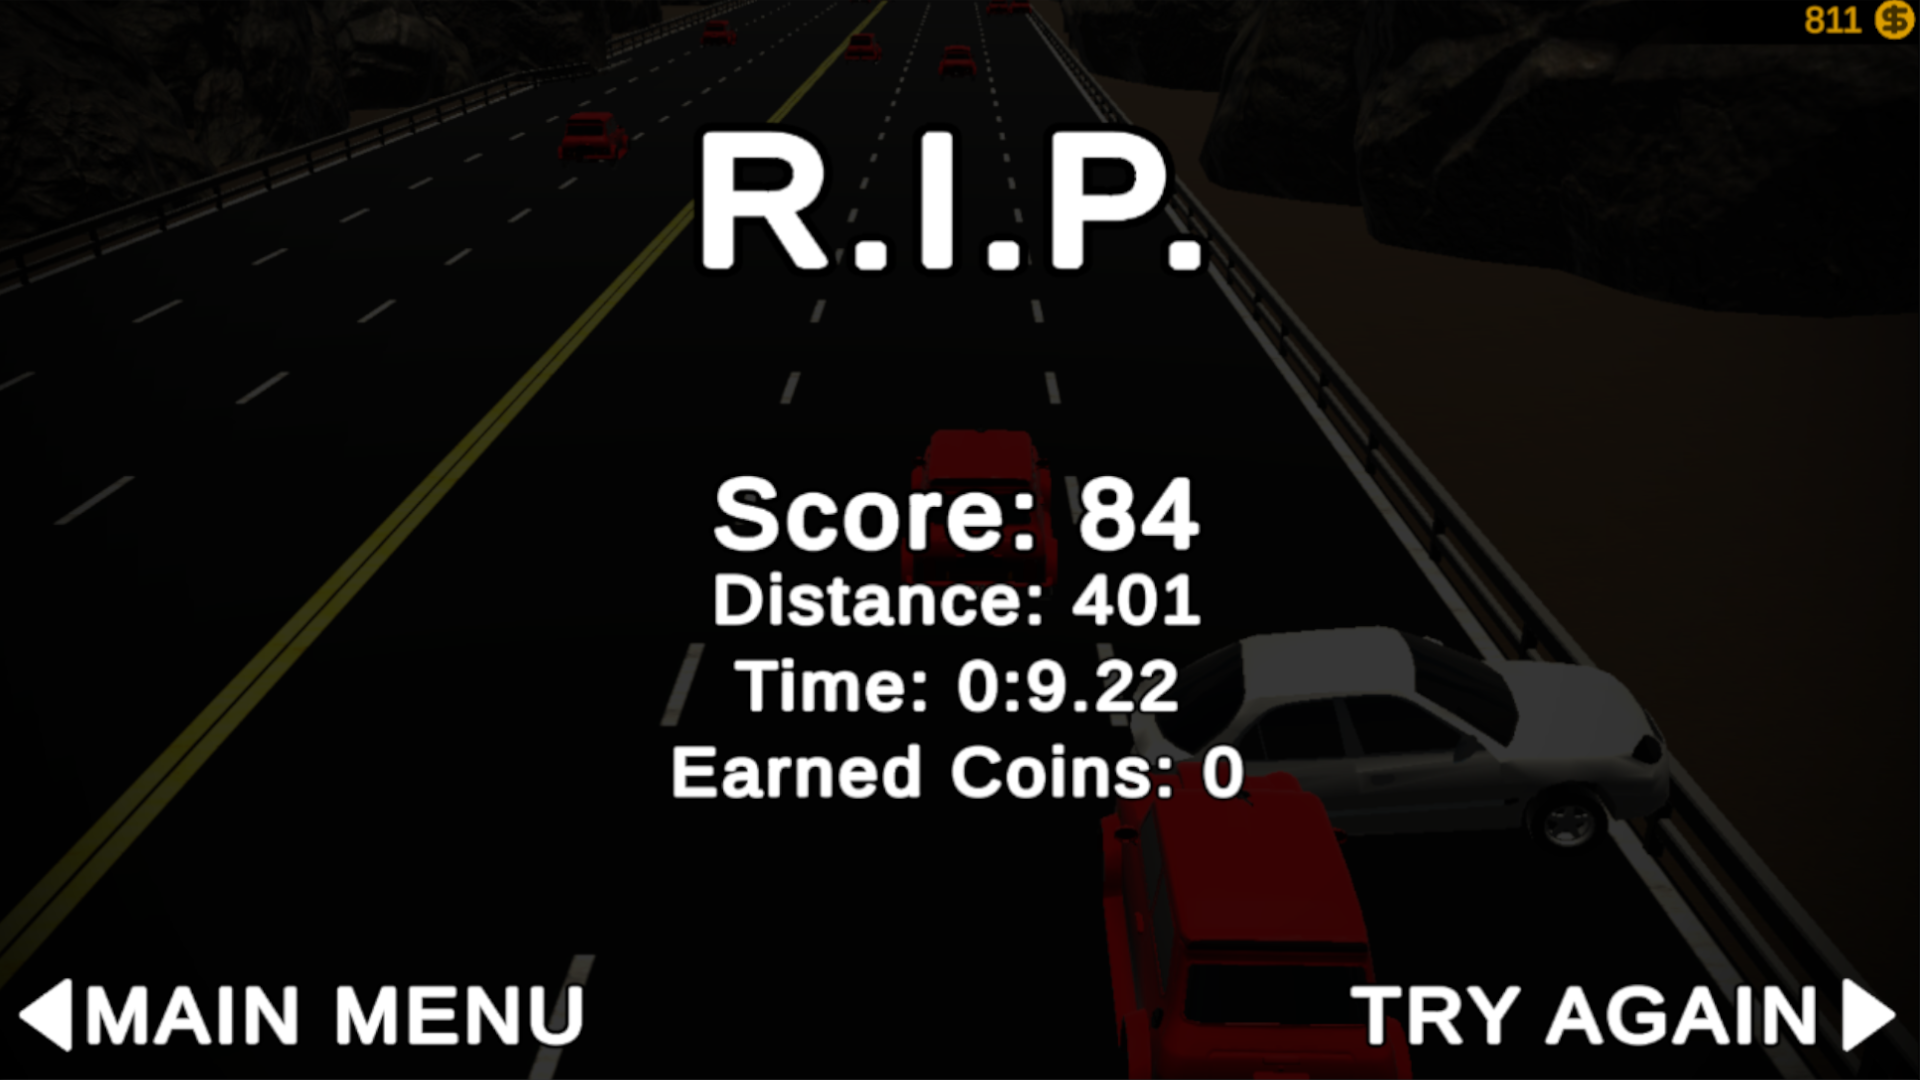 811
R.I.P.
Score: 84
Distance: 401
Time: 0:9.22
Earned Coins: 0
MAIN MENU
TRY AGAIN